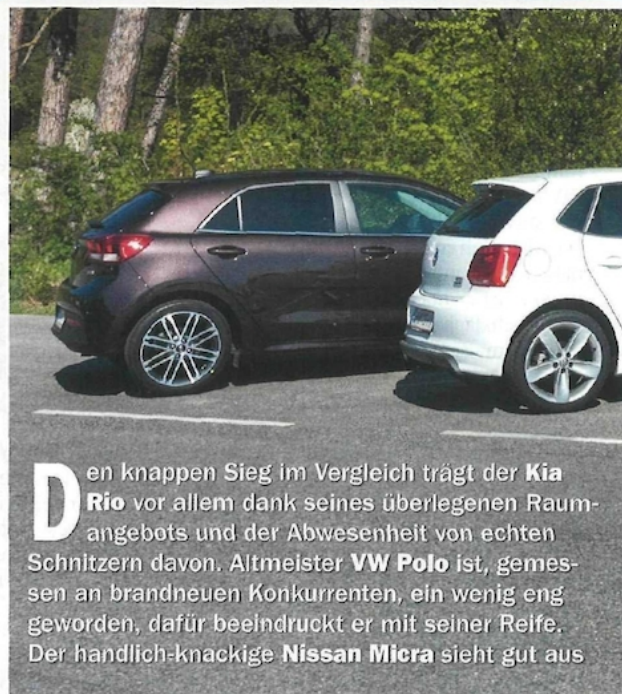 Den knappen Sieg im Vergleich trägt der Kia
Rio vor allem dank seines überlegenen Raum-
angebots und der Abwesenheit von echten
Schnitzern davon. Altmeister VW Polo ist, gemes-
sen an brandneuen Konkurrenten, ein wenig eng
geworden, dafür beeindruckt er mit seiner Reife.
Der handlich-knackige Nissan Micra sieht gut aus